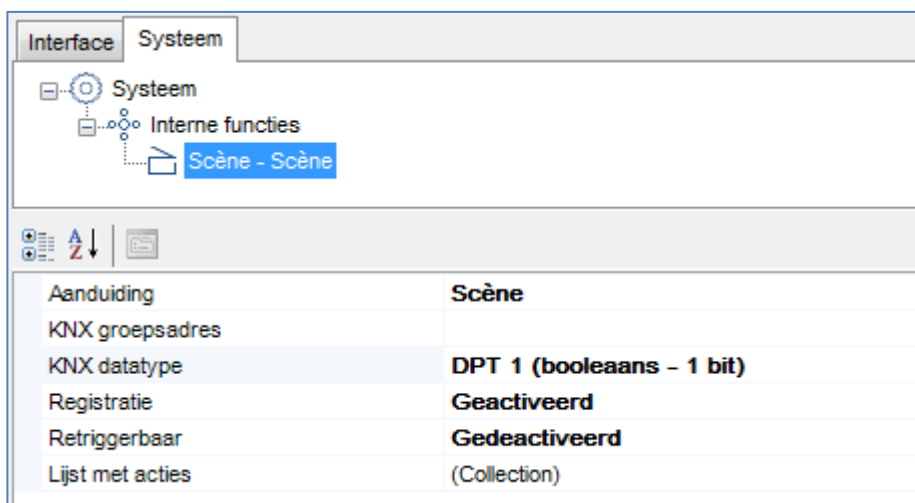 Interface Systeem
Systeem
Interne functies
Scène - Scène
A
Z
Aanduiding Scène
KNX groepsadres
KNX datatype DPT 1 (booleaans – 1 bit)
Registratie Geactiveerd
Retriggerbaar Gedeactiveerd
Lijst met acties (Collection)